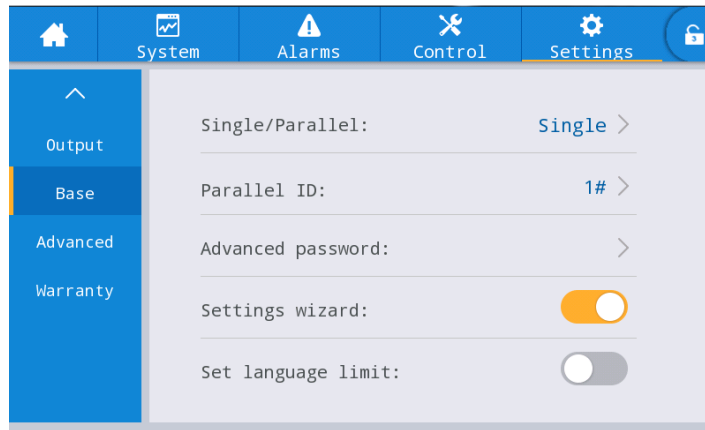 System Alarms Control Settings
Output
Base
Advanced
Warranty
Single/Parallel: Single
Parallel ID: 1#
Advanced password:
Settings wizard:
Set language limit: